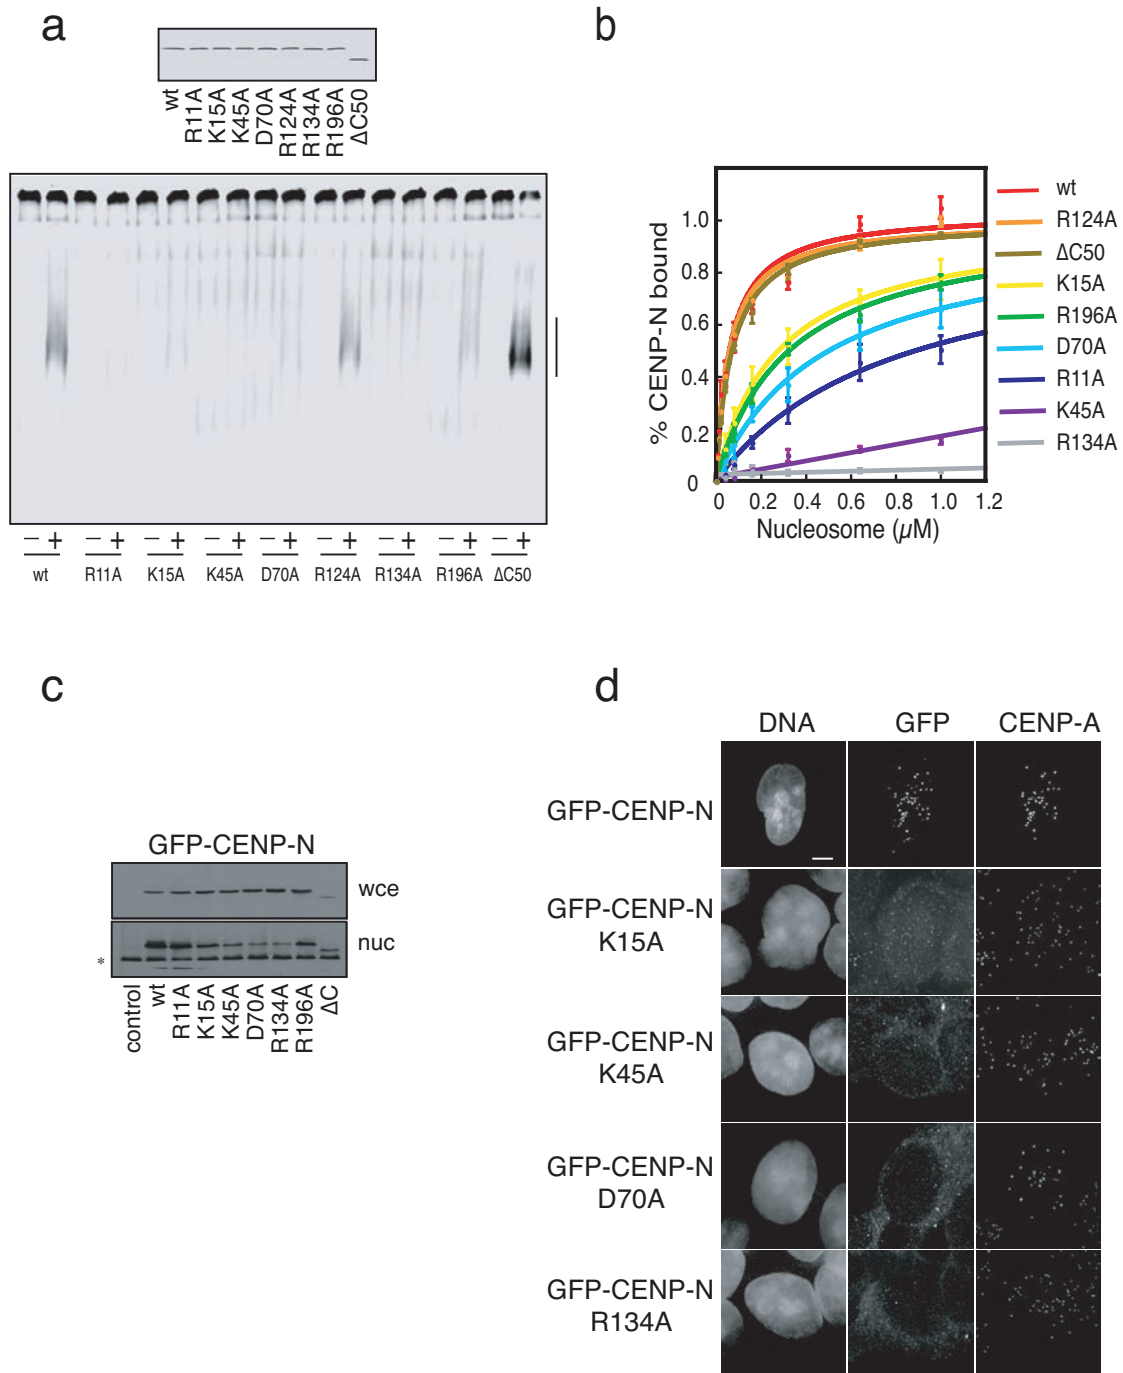 a
wt
R11A
K15A
K45A
D70A
R124A
R134A
R196A
ΔC50
− + − + − + − + − + − + − + − + − +
wt R11A K15A K45A D70A R124A R134A R196A ΔC50
b
% CENP-N bound
1.0
0.8
0.6
0.4
0.2
0
0 0.2 0.4 0.6 0.8 1.0 1.2
Nucleosome (µM)
wt
R124A
ΔC50
K15A
R196A
D70A
R11A
K45A
R134A
c
GFP-CENP-N
wce
nuc
*
control
wt
R11A
K15A
K45A
D70A
R134A
R196A
ΔC
d
DNA GFP CENP-A
GFP-CENP-N
GFP-CENP-N
K15A
GFP-CENP-N
K45A
GFP-CENP-N
D70A
GFP-CENP-N
R134A